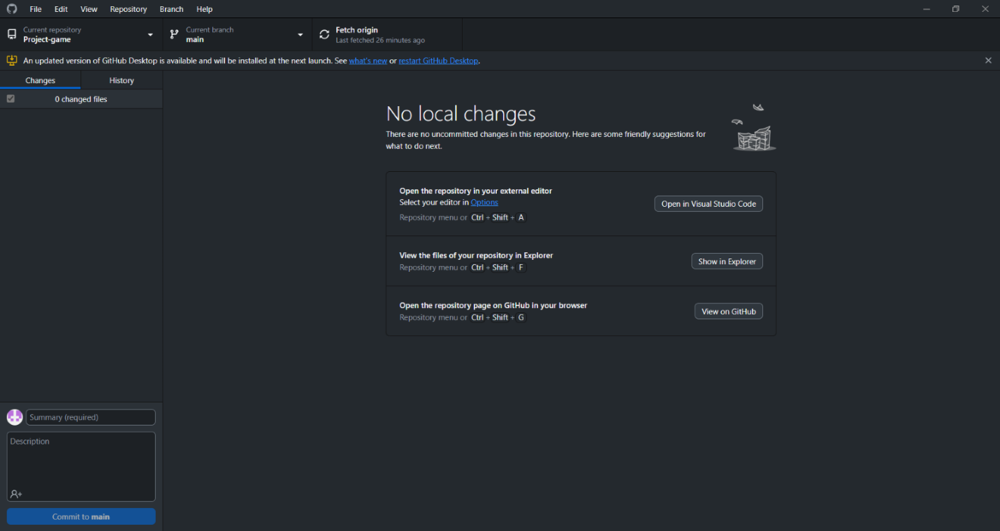 File Edit View Repository Branch Help
Current repository
Project-game
Current branch
main
Fetch origin
Last fetched 26 minutes ago
An updated version of GitHub Desktop is available and will be installed at the next launch. See what's new or restart GitHub Desktop.
Changes History
0 changed files
No local changes
There are no uncommitted changes in this repository. Here are some friendly suggestions for
what to do next.
Open the repository in your external editor
Select your editor in Options
Repository menu or Ctrl + Shift + A
Open in Visual Studio Code
View the files of your repository in Explorer
Repository menu or Ctrl + Shift + F
Show in Explorer
Open the repository page on GitHub in your browser
Repository menu or Ctrl + Shift + G
View on GitHub
Summary (required)
Description
Commit to main